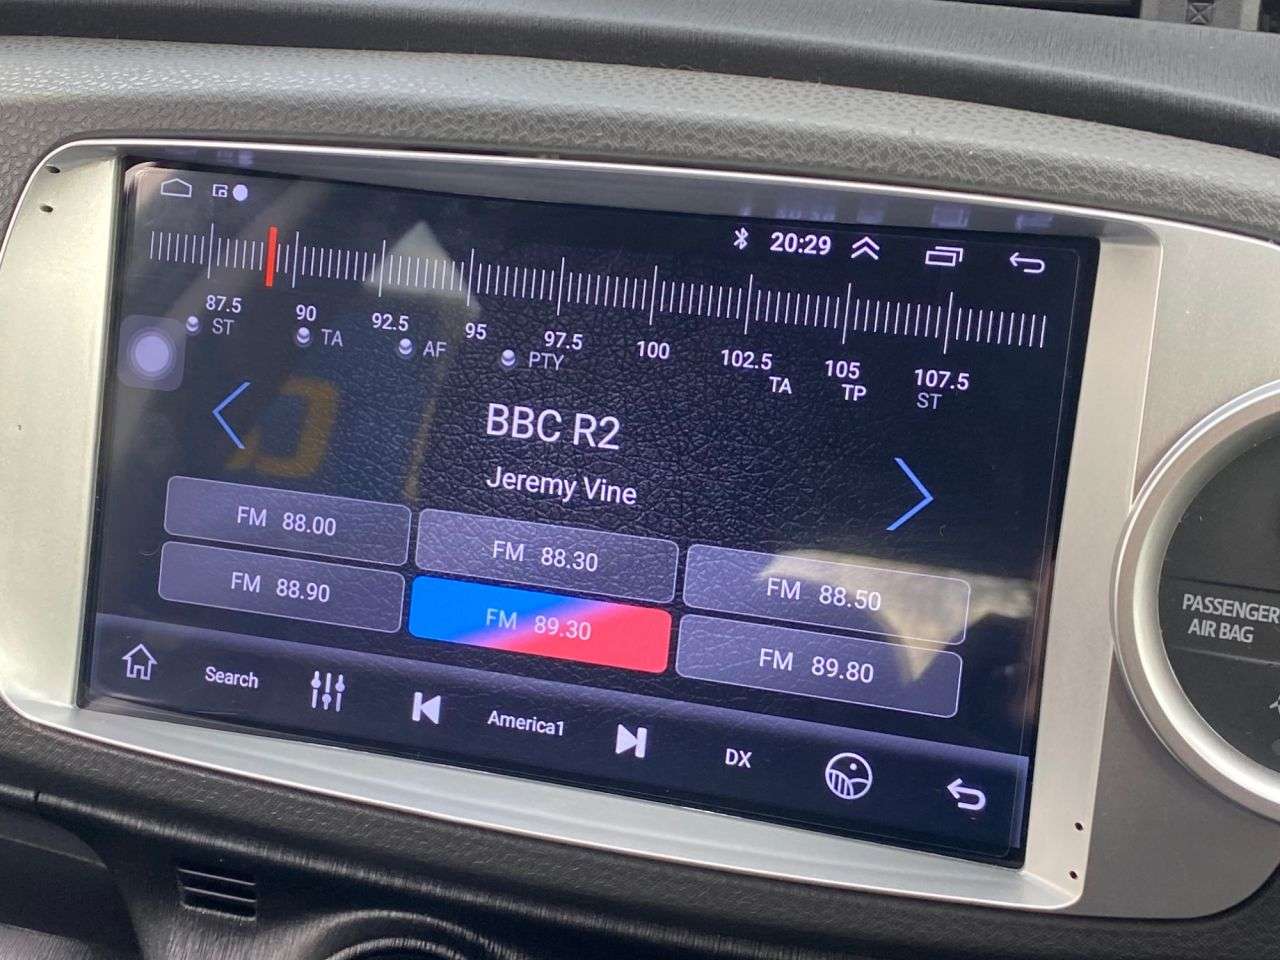 20:29
87.5 90 92.5 95 97.5 100 102.5 105 107.5
ST TA AF PTY TA TP ST
BBC R2
Jeremy Vine
FM 88.00 FM 88.30 FM 88.50
FM 88.90 FM 89.30 FM 89.80
Search America1 DX
PASSENGER
AIR BAG